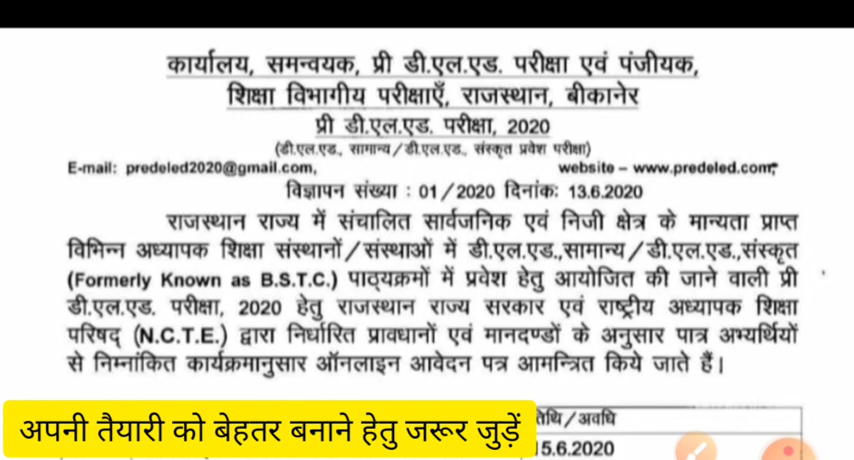 कार्यालय, समन्वयक, प्री डी.एल.एड. परीक्षा एवं पंजीयक,
शिक्षा विभागीय परीक्षाएँ, राजस्थान, बीकानेर
प्री डी.एल.एड. परीक्षा, 2020
(डी.एल.एड., सामान्य/डी.एल.एड., संस्कृत प्रवेश परीक्षा)
E-mail: predeled2020@gmail.com, website – www.predeled.com;
विज्ञापन संख्या : 01/2020 दिनांक: 13.6.2020
राजस्थान राज्य में संचालित सार्वजनिक एवं निजी क्षेत्र के मान्यता प्राप्त
विभिन्न अध्यापक शिक्षा संस्थानों/संस्थाओं में डी.एल.एड.,सामान्य/डी.एल.एड.,संस्कृत
(Formerly Known as B.S.T.C.) पाठ्यक्रमों में प्रवेश हेतु आयोजित की जाने वाली प्री
डी.एल.एड. परीक्षा, 2020 हेतु राजस्थान राज्य सरकार एवं राष्ट्रीय अध्यापक शिक्षा
परिषद् (N.C.T.E.) द्वारा निर्धारित प्रावधानों एवं मानदण्डों के अनुसार पात्र अभ्यर्थियों
से निम्नांकित कार्यक्रमानुसार ऑनलाइन आवेदन पत्र आमन्त्रित किये जाते हैं।
अपनी तैयारी को बेहतर बनाने हेतु जरूर जुड़ें
तिथि/अवधि
15.6.2020